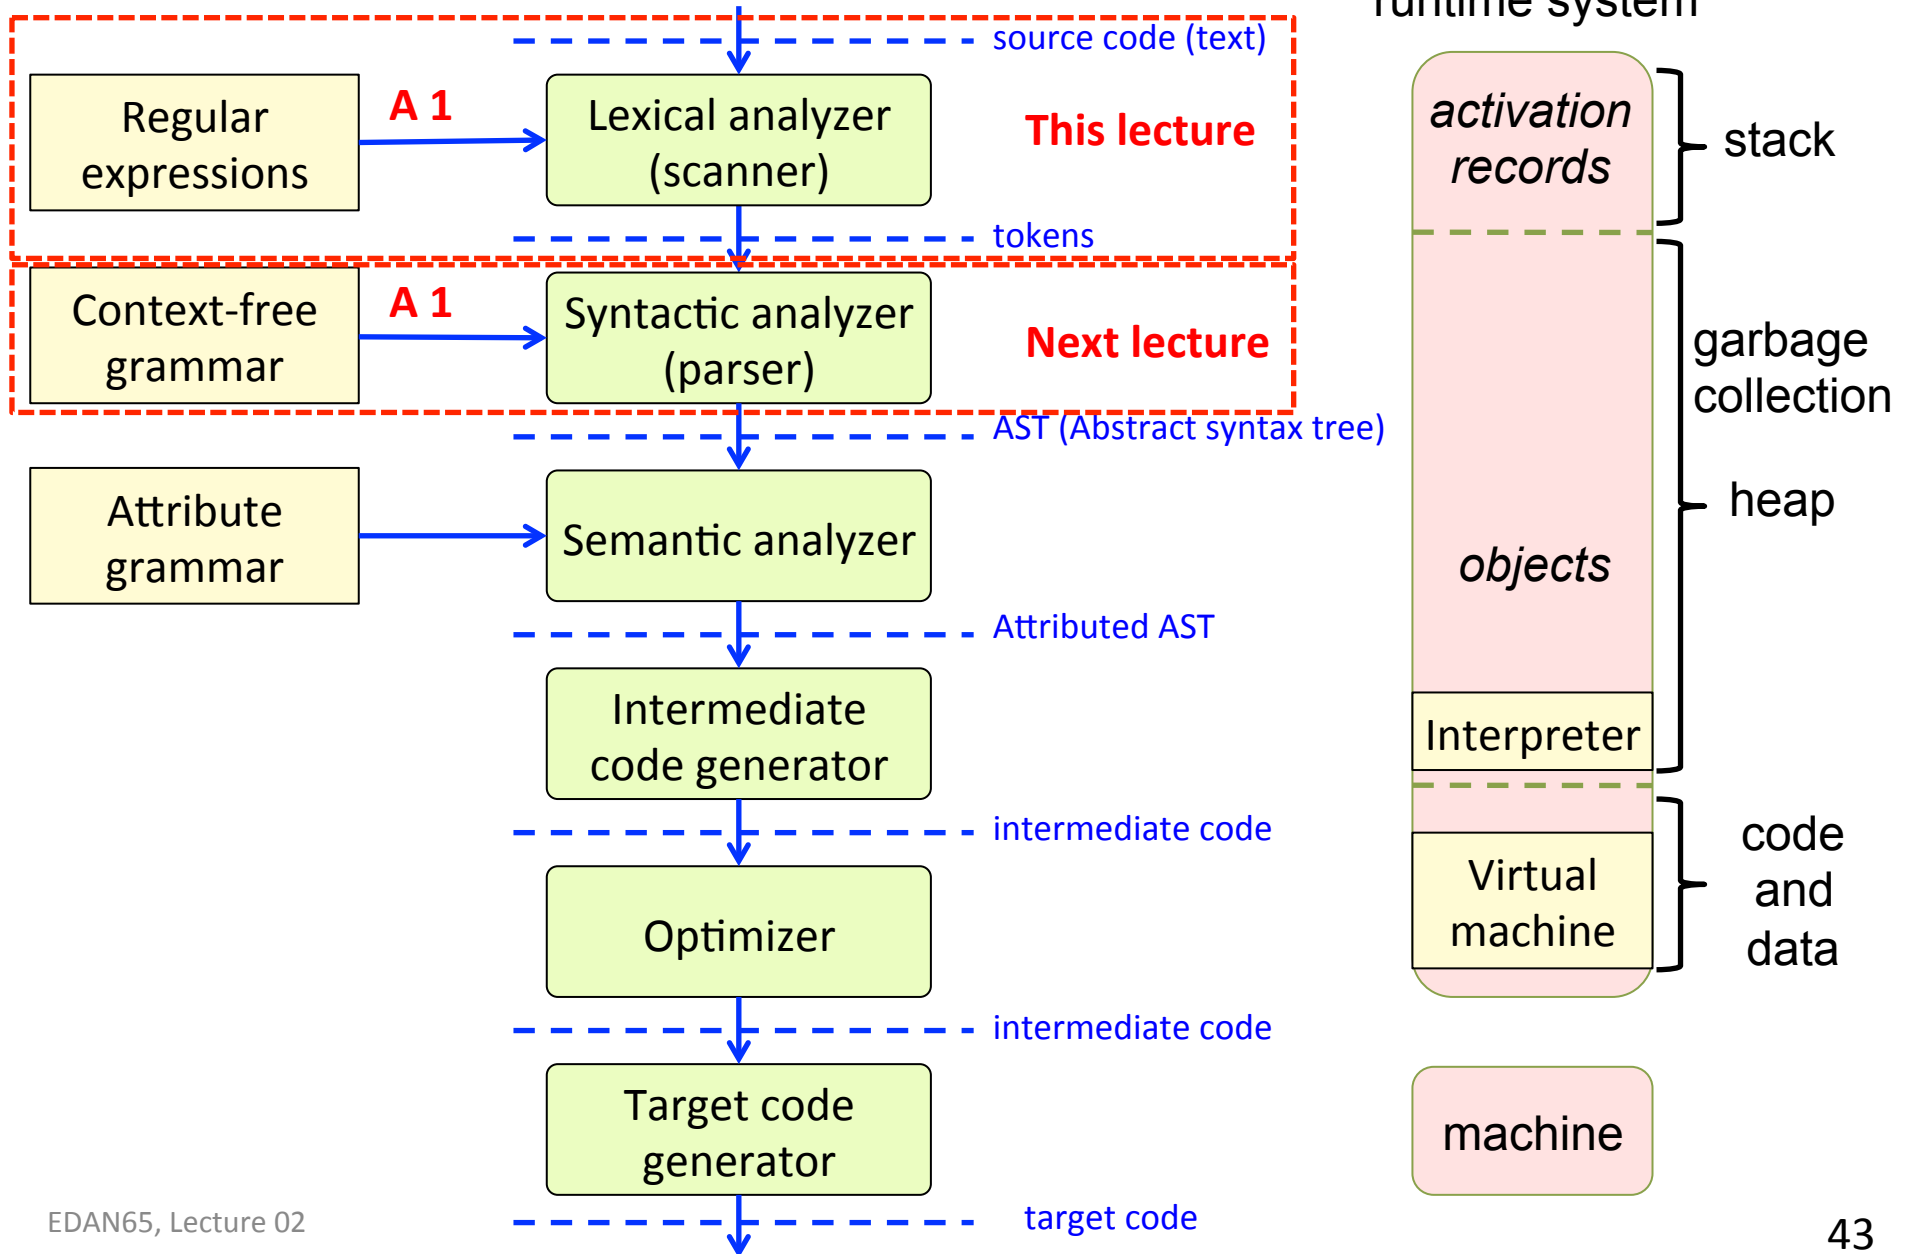 runtime system
source code (text)
Regular
expressions
A 1
Lexical analyzer
(scanner)
This lecture
tokens
Context-free
grammar
A 1
Syntactic analyzer
(parser)
Next lecture
AST (Abstract syntax tree)
Attribute
grammar
Semantic analyzer
Attributed AST
Intermediate
code generator
intermediate code
Optimizer
intermediate code
Target code
generator
target code
activation
records
stack
garbage
collection
heap
objects
Interpreter
Virtual
machine
code
and
data
machine
EDAN65, Lecture 02
43